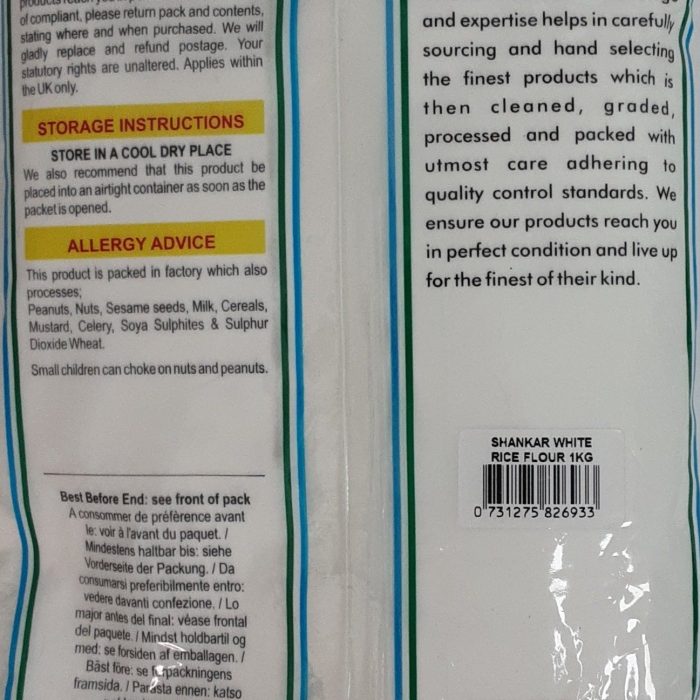 products reach you
of compliant, please return pack and contents,
stating where and when purchased. We will
gladly replace and refund postage. Your
statutory rights are unaltered. Applies within
the UK only.
STORAGE INSTRUCTIONS
STORE IN A COOL DRY PLACE
We also recommend that this product be
placed into an airtight container as soon as the
packet is opened.
ALLERGY ADVICE
This product is packed in factory which also
processes;
Peanuts, Nuts, Sesame seeds, Milk, Cereals,
Mustard, Celery, Soya Sulphites & Sulphur
Dioxide Wheat.
Small children can choke on nuts and peanuts.
Best Before End: see front of pack
A consommer de préférence avant
le: voir à l'avant du paquet. /
Mindestens haltbar bis: siehe
Vorderseite der Packung. / Da
consumarsi preferibilmente entro:
vedere davanti confezione. / Lo
major antes del final: véase frontal
del paquete. / Mindst holdbartil og
med: se forsiden af emballagen. /
Bäst före: se förpackningens
framsida. / Parasta ennen: katso
and expertise helps in carefully
sourcing and hand selecting
the finest products which is
then cleaned, graded,
processed and packed with
utmost care adhering to
quality control standards. We
ensure our products reach you
in perfect condition and live up
for the finest of their kind.
SHANKAR WHITE
RICE FLOUR 1KG
0 731275 826933